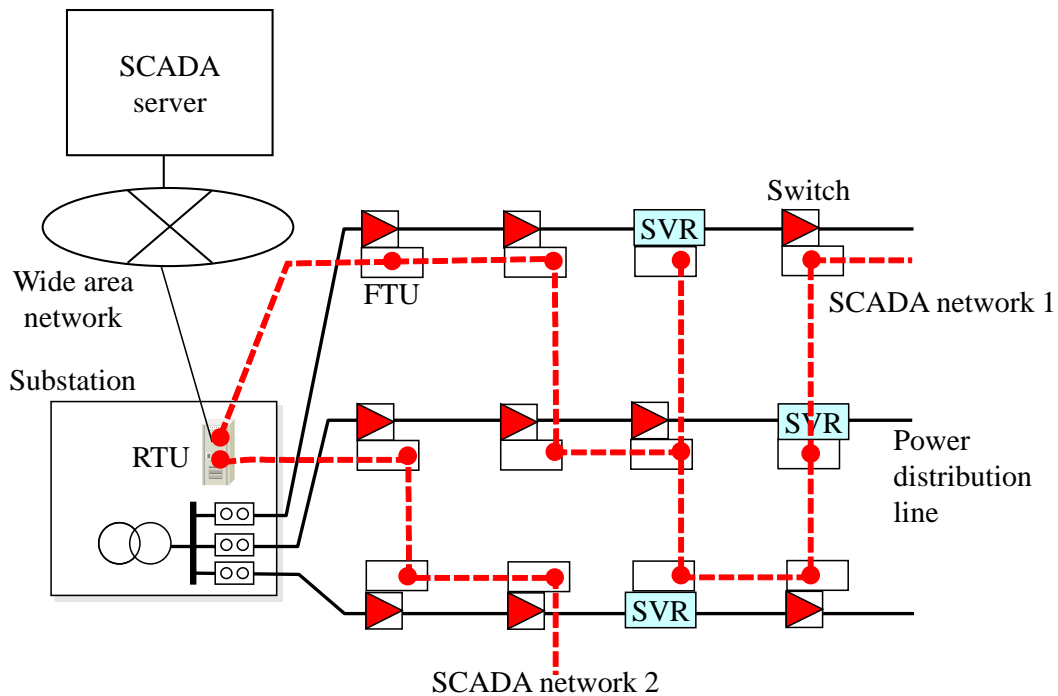 SCADA
server
Switch
SVR
Wide area
network
FTU
SCADA network 1
Substation
RTU
SVR
Power
distribution
line
SVR
SCADA network 2